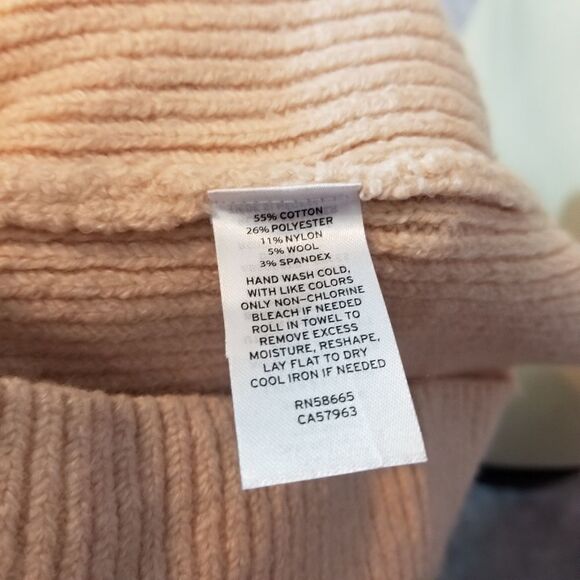 55% COTTON
26% POLYESTER
11% NYLON
5% WOOL
3% SPANDEX
HAND WASH COLD,
WITH LIKE COLORS
ONLY NON-CHLORINE
BLEACH IF NEEDED
ROLL IN TOWEL TO
REMOVE EXCESS
MOISTURE, RESHAPE,
LAY FLAT TO DRY
COOL IRON IF NEEDED
RN58665
CA57963